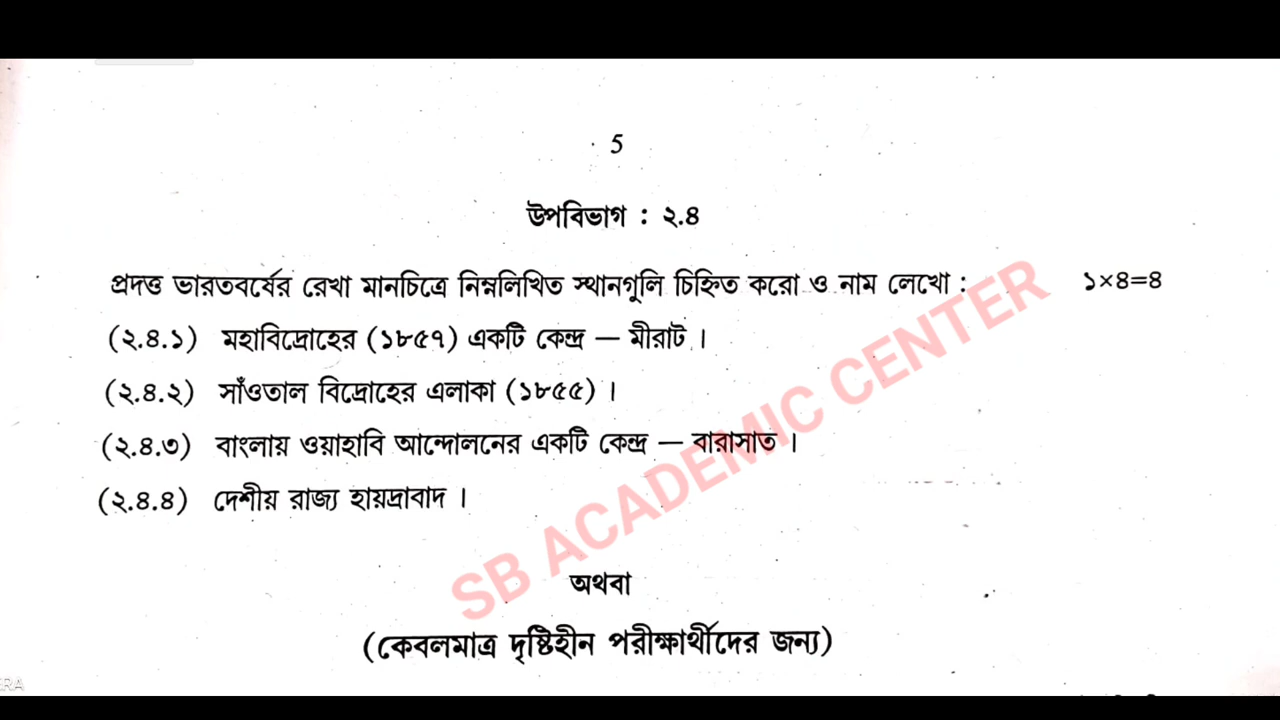 5
উপবিভাগ : ২.৪
প্রদত্ত ভারতবর্ষের রেখা মানচিত্রে নিম্নলিখিত স্থানগুলি চিহ্নিত করো ও নাম লেখো : ১×৪=৪
(২.৪.১) মহাবিদ্রোহের (১৮৫৭) একটি কেন্দ্র — মীরাট ।
(২.৪.২) সাঁওতাল বিদ্রোহের এলাকা (১৮৫৫) ।
(২.৪.৩) বাংলায় ওয়াহাবি আন্দোলনের একটি কেন্দ্র — বারাসাত ।
(২.৪.৪) দেশীয় রাজ্য হায়দ্রাবাদ ।
SB ACADEMIC CENTER
অথবা
(কেবলমাত্র দৃষ্টিহীন পরীক্ষার্থীদের জন্য)